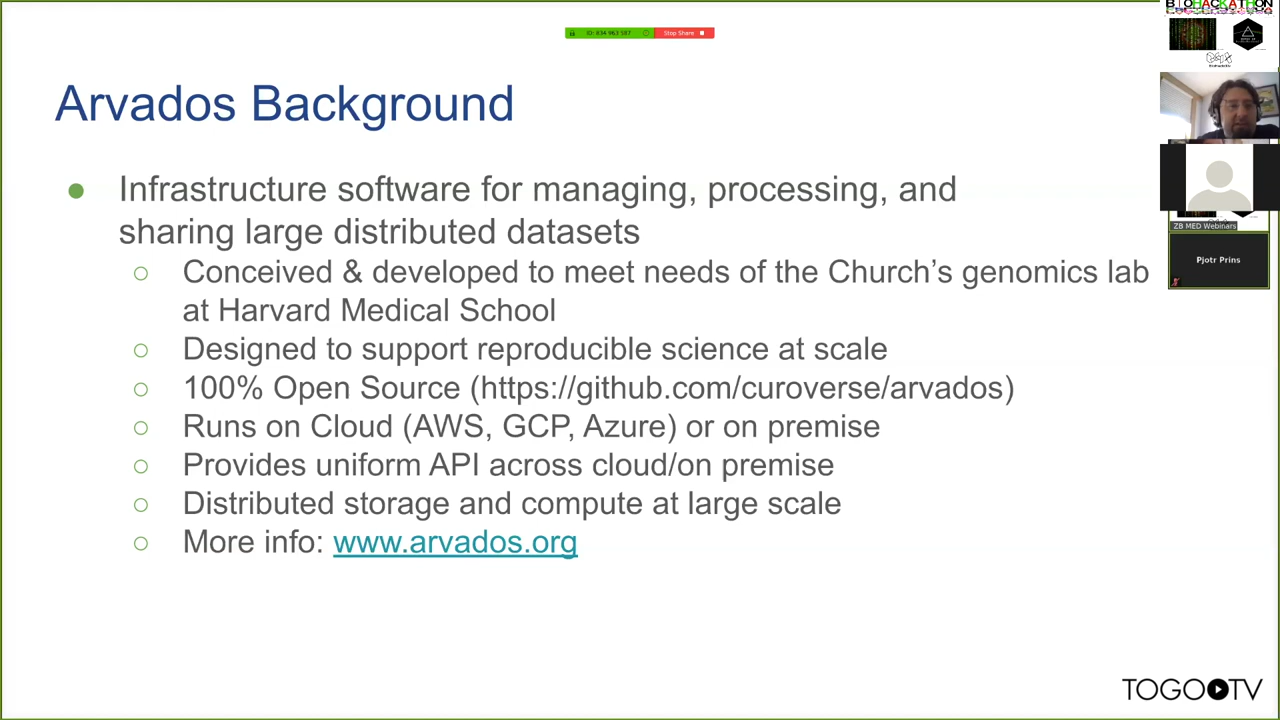 BIOHACKATHON
ID: 834 963 587
Stop Share
Arvados Background
Infrastructure software for managing, processing, and
sharing large distributed datasets
Conceived & developed to meet needs of the Church’s genomics lab
at Harvard Medical School
Designed to support reproducible science at scale
100% Open Source (https://github.com/curoverse/arvados)
Runs on Cloud (AWS, GCP, Azure) or on premise
Provides uniform API across cloud/on premise
Distributed storage and compute at large scale
More info: www.arvados.org
ZB MED Webinars
Pjotr Prins
TOGOTV